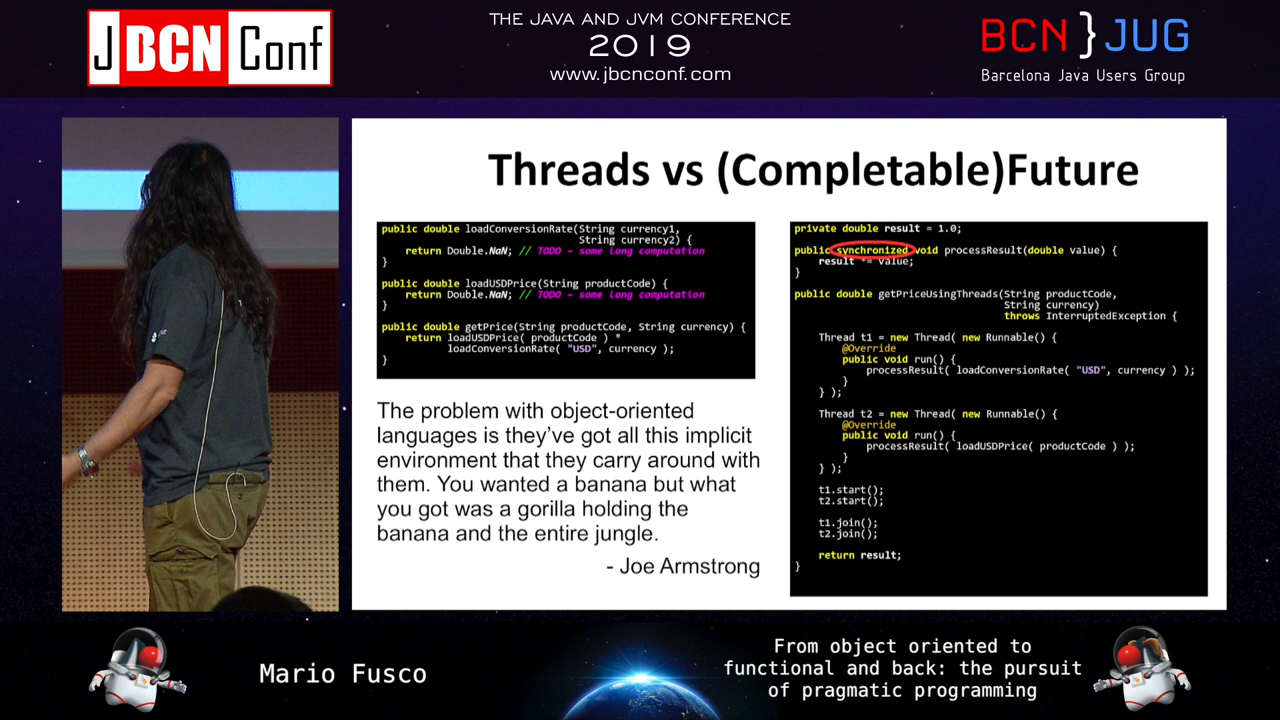 JBCNConf
THE JAVA AND JVM CONFERENCE
2019
www.jbcnconf.com
BCN}JUG
Barcelona Java Users Group
Threads vs (Completable)Future
public double loadConversionRate(String currency1,
String currency2) {
return Double.NaN; // TODO – some long computation
}
public double loadUSDPrice(String productCode) {
return Double.NaN; // TODO – some long computation
}
public double getPrice(String productCode, String currency) {
return loadUSDPrice( productCode ) *
loadConversionRate( "USD", currency );
}
The problem with object-oriented
languages is they’ve got all this implicit
environment that they carry around with
them. You wanted a banana but what
you got was a gorilla holding the
banana and the entire jungle.
- Joe Armstrong
private double result = 1.0;
public synchronized void processResult(double value) {
result *= value;
}
public double getPriceUsingThreads(String productCode,
String currency)
throws InterruptedException {
Thread t1 = new Thread( new Runnable() {
@Override
public void run() {
processResult( loadConversionRate( "USD", currency ) );
}
} );
Thread t2 = new Thread( new Runnable() {
@Override
public void run() {
processResult( loadUSDPrice( productCode ) );
}
} );
t1.start();
t2.start();
t1.join();
t2.join();
return result;
}
Mario Fusco
From object oriented to
functional and back: the pursuit
of pragmatic programming